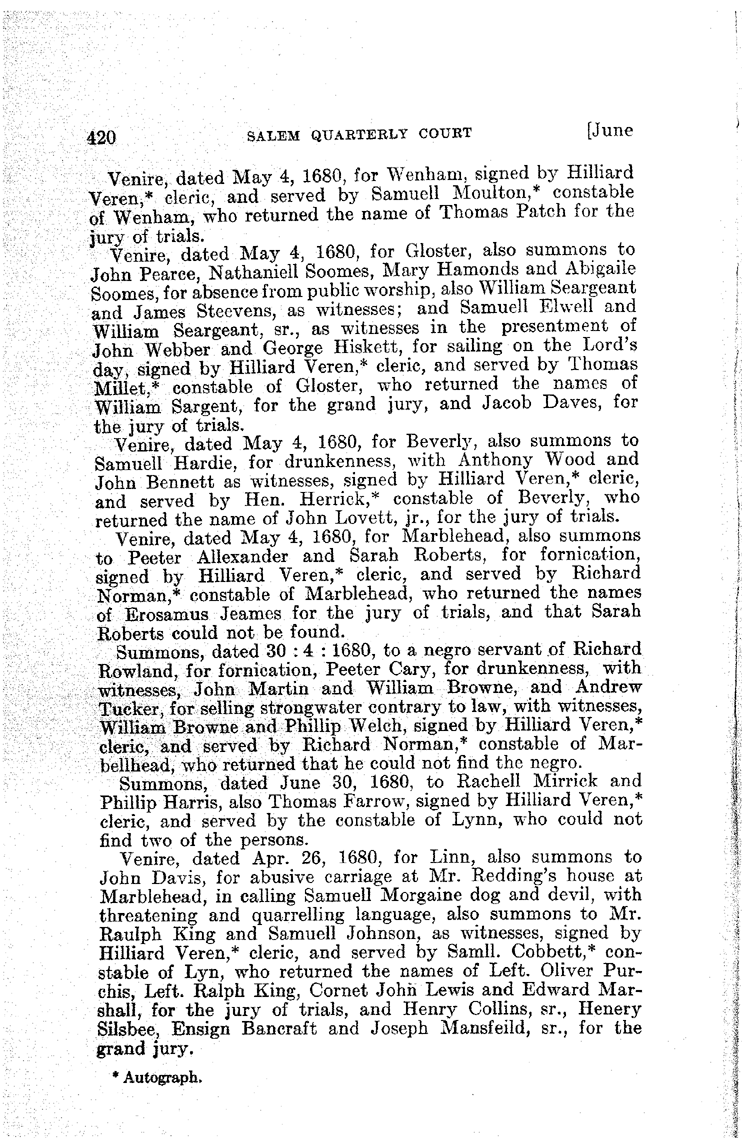 420 SALEM QUARTERLY COURT [June
Venire, dated May 4, 1680, for Wenham, signed by Hilliard
Veren,* cleric, and served by Samuell Moulton,* constable
of Wenham, who returned the name of Thomas Patch for the
jury of trials.
Venire, dated May 4, 1680, for Gloster, also summons to
John Pearce, Nathaniell Soomes, Mary Hamonds and Abigaile
Soomes, for absence from public worship, also William Seargeant
and James Steevens, as witnesses; and Samuell Elwell and
William Seargeant, sr., as witnesses in the presentment of
John Webber and George Hiskett, for sailing on the Lord's
day, signed by Hilliard Veren,* cleric, and served by Thomas
Millet,* constable of Gloster, who returned the names of
William Sargent, for the grand jury, and Jacob Daves, for
the jury of trials.
Venire, dated May 4, 1680, for Beverly, also summons to
Samuell Hardie, for drunkenness, with Anthony Wood and
John Bennett as witnesses, signed by Hilliard Veren,* cleric,
and served by Hen. Herrick,* constable of Beverly, who
returned the name of John Lovett, jr., for the jury of trials.
Venire, dated May 4, 1680, for Marblehead, also summons
to Peeter Allexander and Sarah Roberts, for fornication,
signed by Hilliard Veren,* cleric, and served by Richard
Norman,* constable of Marblehead, who returned the names
of Erosamus Jeames for the jury of trials, and that Sarah
Roberts could not be found.
Summons, dated 30 : 4 : 1680, to a negro servant of Richard
Rowland, for fornication, Peeter Cary, for drunkenness, with
witnesses, John Martin and William Browne, and Andrew
Tucker, for selling strongwater contrary to law, with witnesses,
William Browne and Phillip Welch, signed by Hilliard Veren,*
cleric, and served by Richard Norman,* constable of Mar-
bellhead, who returned that he could not find the negro.
Summons, dated June 30, 1680, to Rachell Mirrick and
Phillip Harris, also Thomas Farrow, signed by Hilliard Veren,*
cleric, and served by the constable of Lynn, who could not
find two of the persons.
Venire, dated Apr. 26, 1680, for Linn, also summons to
John Davis, for abusive carriage at Mr. Redding's house at
Marblehead, in calling Samuell Morgaine dog and devil, with
threatening and quarrelling language, also summons to Mr.
Raulph King and Samuell Johnson, as witnesses, signed by
Hilliard Veren,* cleric, and served by Samll. Cobbett,* con-
stable of Lyn, who returned the names of Left. Oliver Pur-
chis, Left. Ralph King, Cornet John Lewis and Edward Mar-
shall, for the jury of trials, and Henry Collins, sr., Henery
Silsbee, Ensign Bancraft and Joseph Mansfeild, sr., for the
grand jury.
* Autograph.